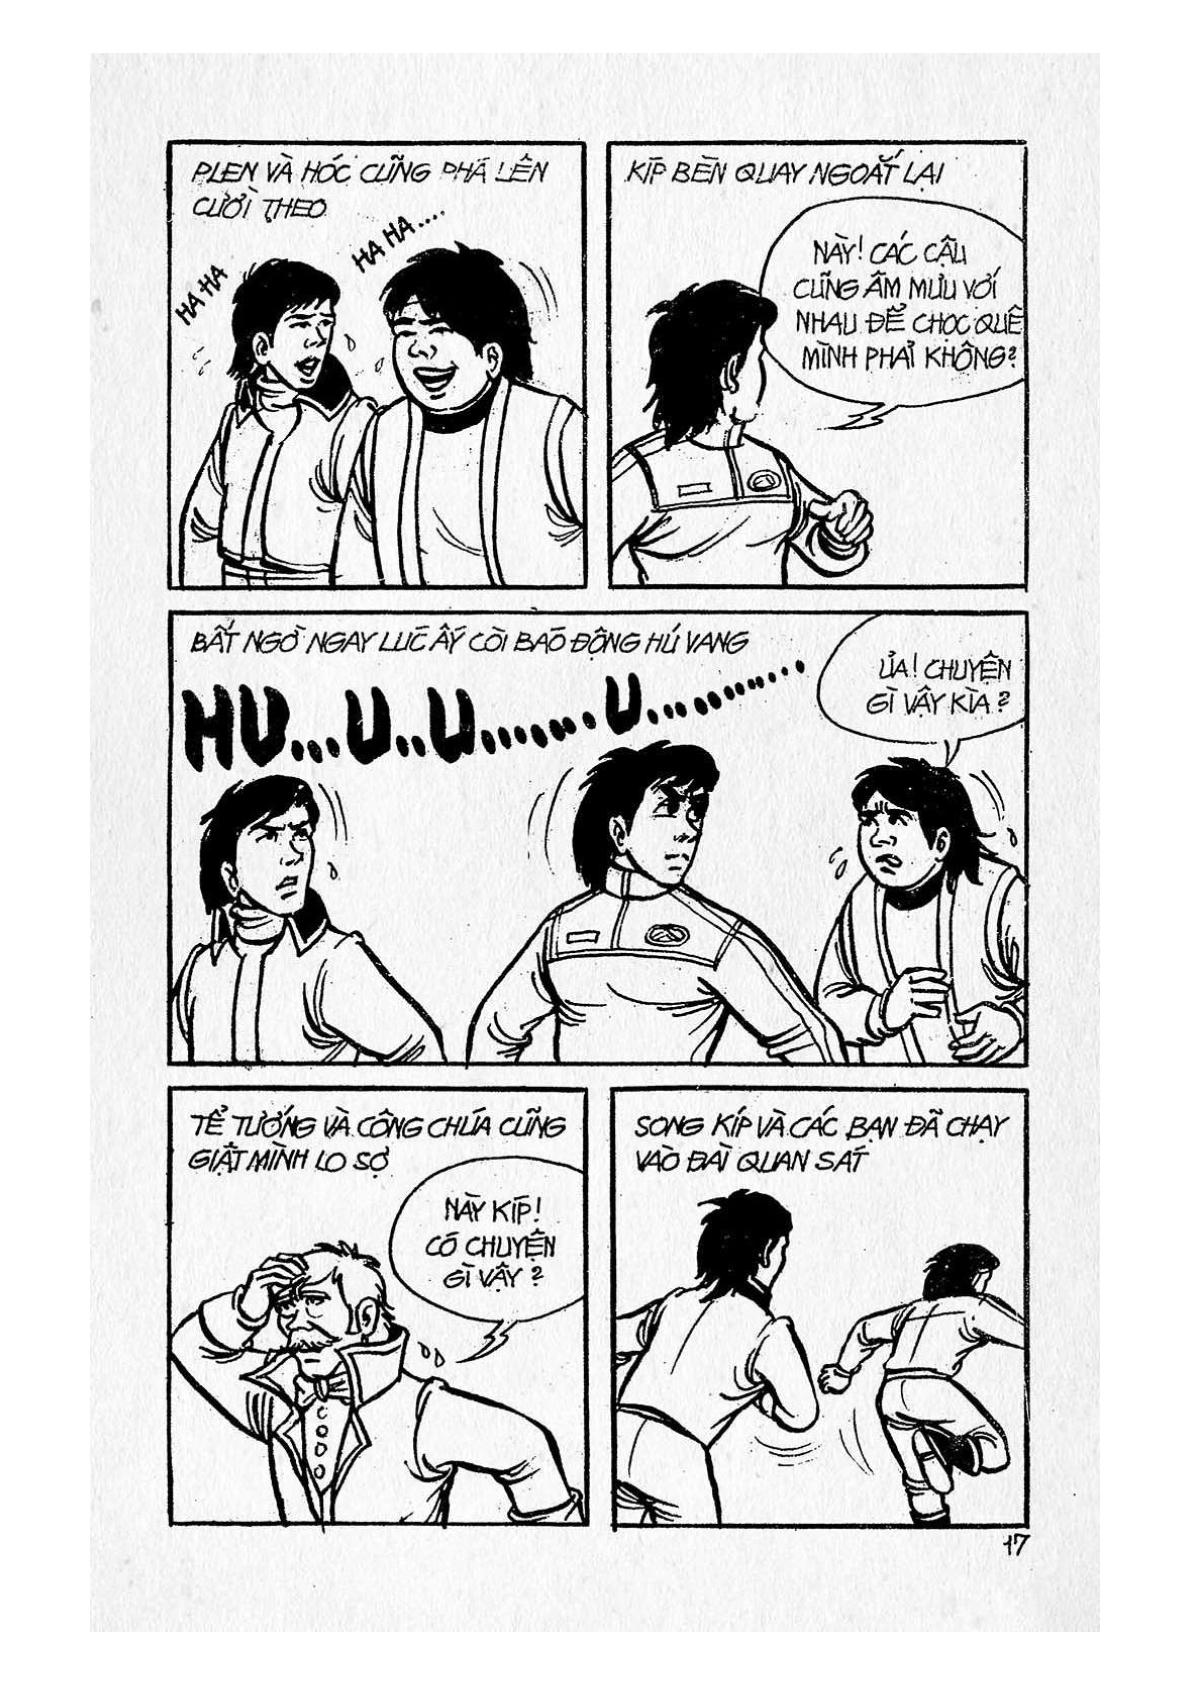 PLEN VÀ HÓC CŨNG PHÁ LÊN
CƯỜI THEO
HA HA
HA HA....
KÍP BÈN QUAY NGOẮT LẠI
NÀY! CÁC CẬU
CŨNG ÂM MƯU VỚI
NHAU ĐỂ CHỌC QUÊ
MÌNH PHẢI KHÔNG?
BẤT NGỜ NGAY LÚC ẤY CÒI BÁO ĐỘNG HÚ VANG
HU...U..U........U............
ỦA! CHUYỆN
GÌ VẬY KÌA?
TỂ TƯỚNG VÀ CÔNG CHÚA CŨNG
GIẬT MÌNH LO SỢ
NÀY KÍP!
CÓ CHUYỆN
GÌ VẬY?
SONG KÍP VÀ CÁC BẠN ĐÃ CHẠY
VÀO ĐÀI QUAN SÁT
17